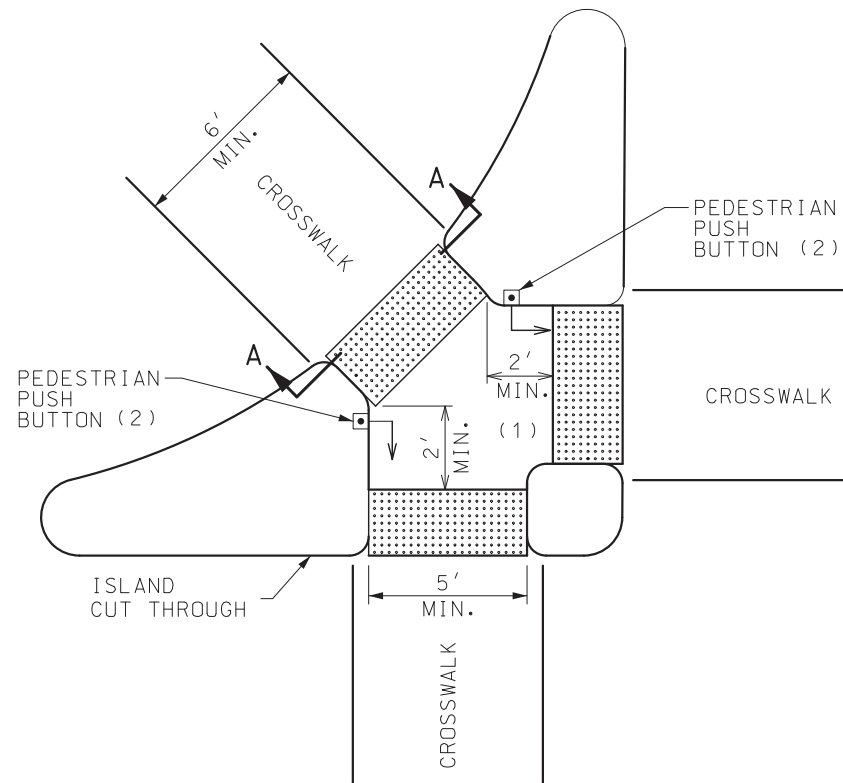 6'
MIN.
CROSSWALK
A
PEDESTRIAN
PUSH
BUTTON (2)
A
PEDESTRIAN
PUSH
BUTTON (2)
2'
MIN.
CROSSWALK
(1)
2'
MIN.
ISLAND
CUT THROUGH
5'
MIN.
CROSSWALK